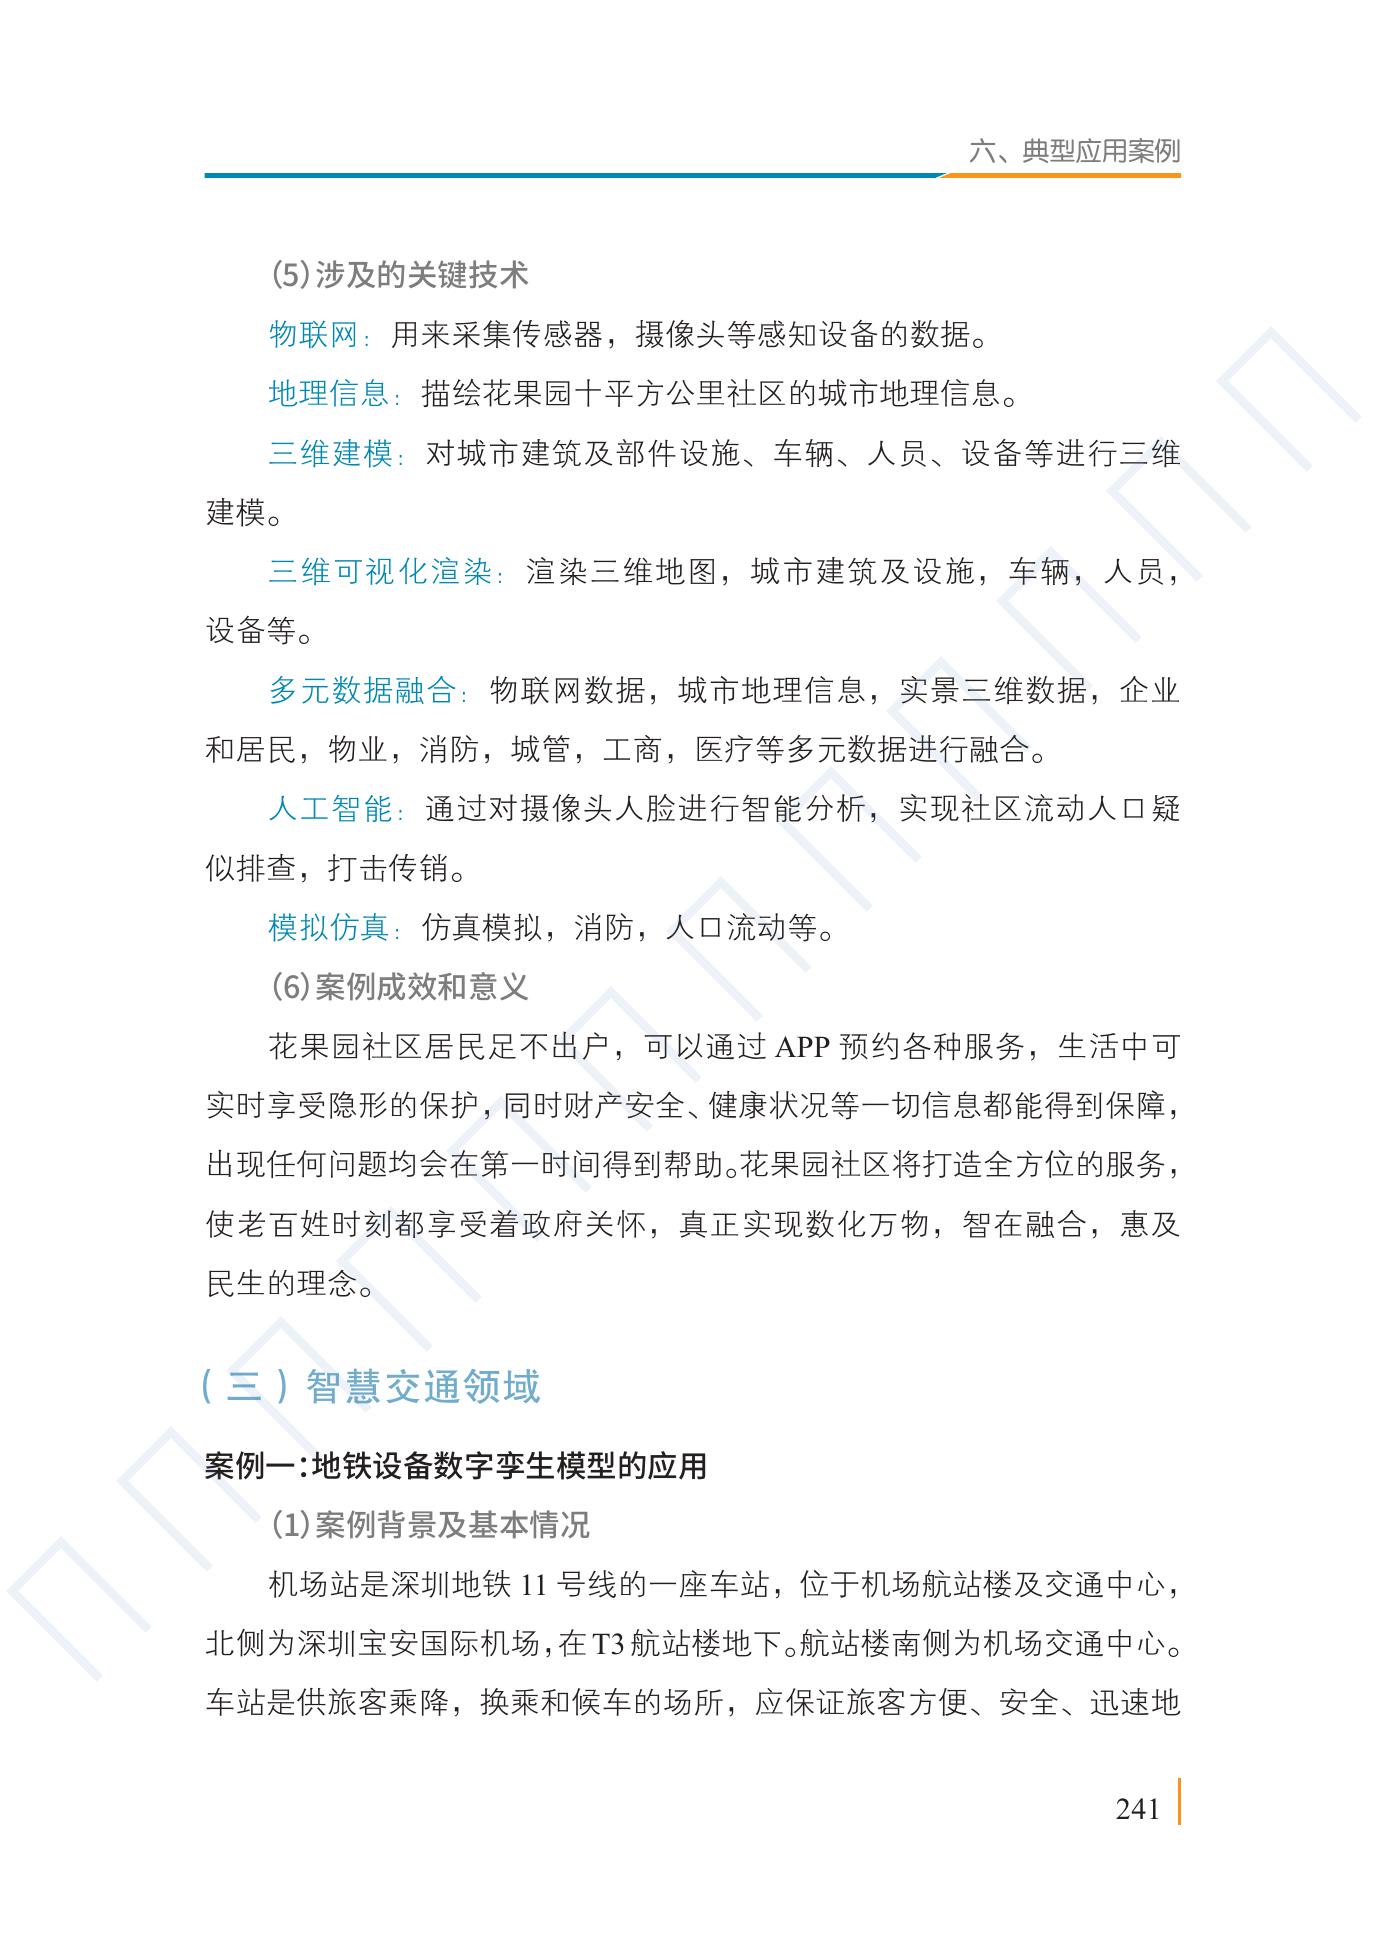 六、典型应用案例
（5）涉及的关键技术
物联网：用来采集传感器，摄像头等感知设备的数据。
地理信息：描绘花果园十平方公里社区的城市地理信息。
三维建模：对城市建筑及部件设施、车辆、人员、设备等进行三维
建模。
三维可视化渲染：渲染三维地图，城市建筑及设施，车辆，人员，
设备等。
多元数据融合：物联网数据，城市地理信息，实景三维数据，企业
和居民，物业，消防，城管，工商，医疗等多元数据进行融合。
人工智能：通过对摄像头人脸进行智能分析，实现社区流动人口疑
似排查，打击传销。
模拟仿真：仿真模拟，消防，人口流动等。
（6）案例成效和意义
花果园社区居民足不出户，可以通过 APP 预约各种服务，生活中可
实时享受隐形的保护，同时财产安全、健康状况等一切信息都能得到保障，
出现任何问题均会在第一时间得到帮助。花果园社区将打造全方位的服务，
使老百姓时刻都享受着政府关怀，真正实现数化万物，智在融合，惠及
民生的理念。
（三）智慧交通领域
案例一：地铁设备数字孪生模型的应用
（1）案例背景及基本情况
机场站是深圳地铁 11 号线的一座车站，位于机场航站楼及交通中心，
北侧为深圳宝安国际机场，在 T3 航站楼地下。航站楼南侧为机场交通中心。
车站是供旅客乘降，换乘和候车的场所，应保证旅客方便、安全、迅速地
241